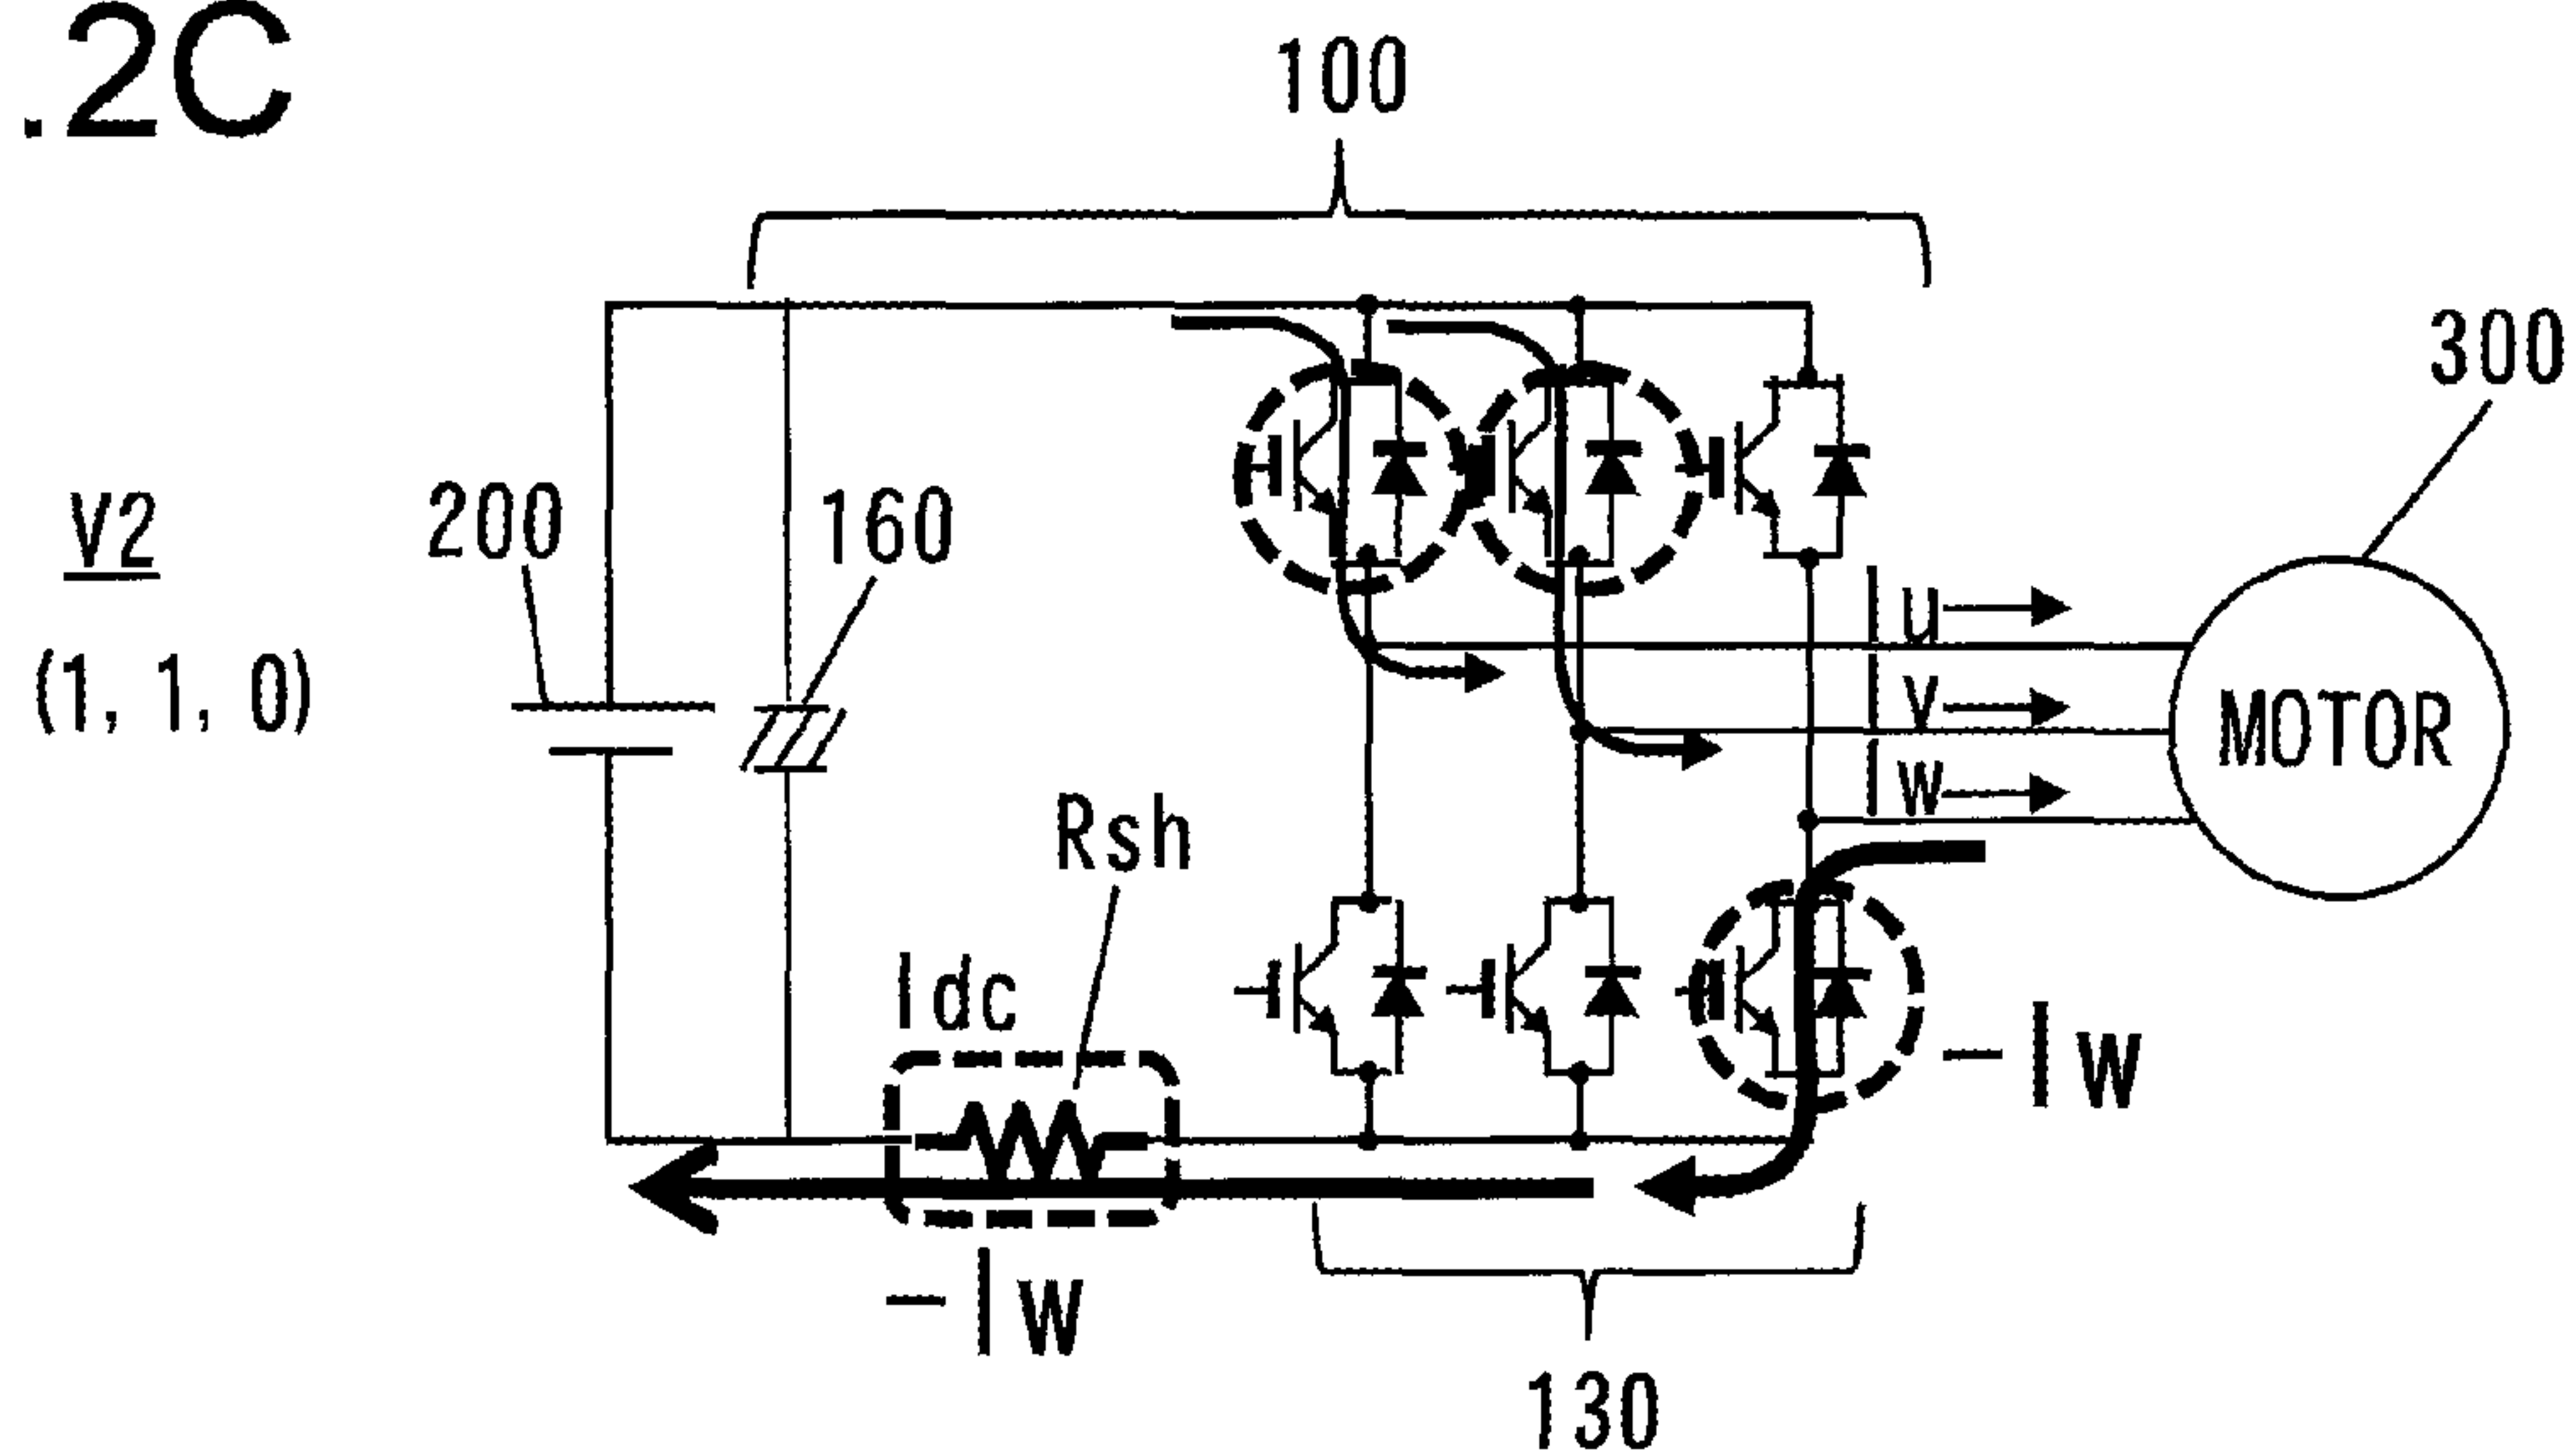 .2C
100
300
V2
(1, 1, 0)
200
160
Iu
Iv
Iw
MOTOR
Rsh
Idc
-Iw
-Iw
130